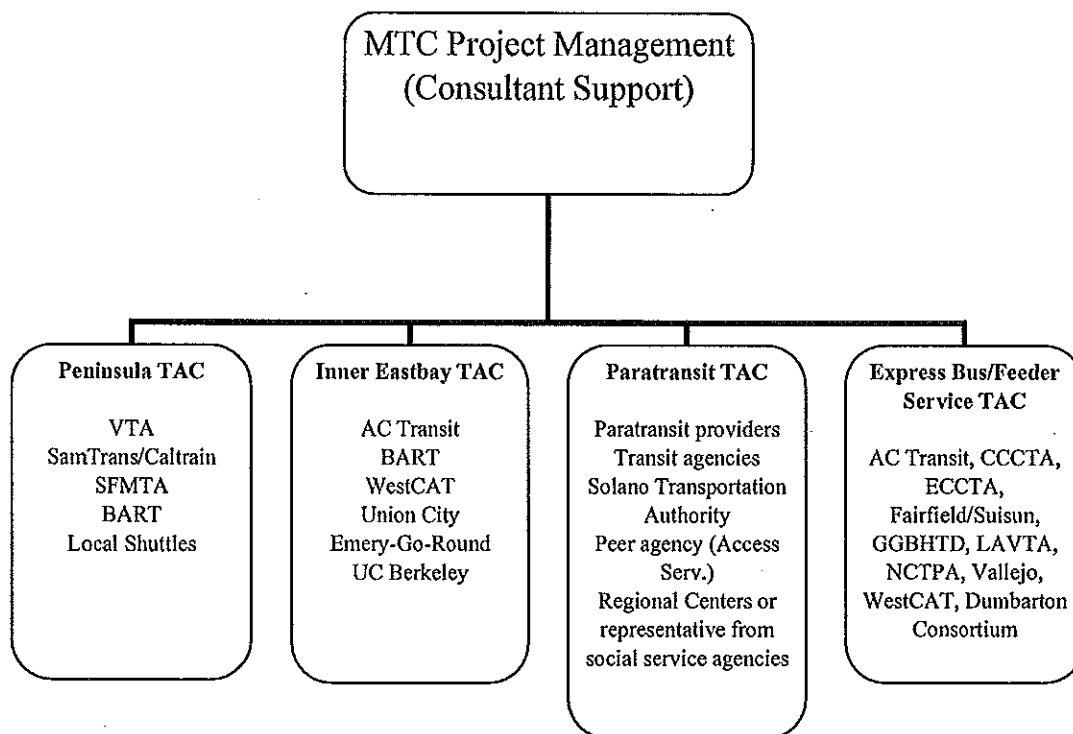 MTC Project Management
(Consultant Support)
Peninsula TAC
VTA
SamTrans/Caltrain
SFMTA
BART
Local Shuttles
Inner Eastbay TAC
AC Transit
BART
WestCAT
Union City
Emery-Go-Round
UC Berkeley
Paratransit TAC
Paratransit providers
Transit agencies
Solano Transportation
Authority
Peer agency (Access
Serv.)
Regional Centers or
representative from
social service agencies
Express Bus/Feeder
Service TAC
AC Transit, CCCTA,
ECCTA,
Fairfield/Suisun,
GGBHTD, LAVTA,
NCTPA, Vallejo,
WestCAT, Dumbarton
Consortium